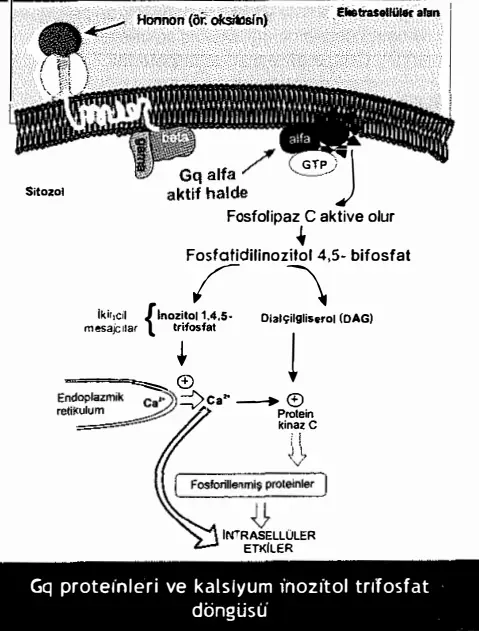 Hormon (ör. oksitosin)
Ekstrasellüler alan
beta
gama
alfa
GTP
Gq alfa
aktif halde
Sitozol
Fosfolipaz C aktive olur
Fosfatidilinozitol 4,5- bifosfat
İkincil
mesajcılar
İnozitol 1,4,5-
trifosfat
Dialçilgliserol (DAG)
Endoplazmik
retikulum
Ca²⁺
Ca²⁺
Protein
kinaz C
Fosforillenmiş proteinler
INTRASELLÜLER
ETKİLER
Gq proteinleri ve kalsiyum inozitol trifosfat
döngüsü